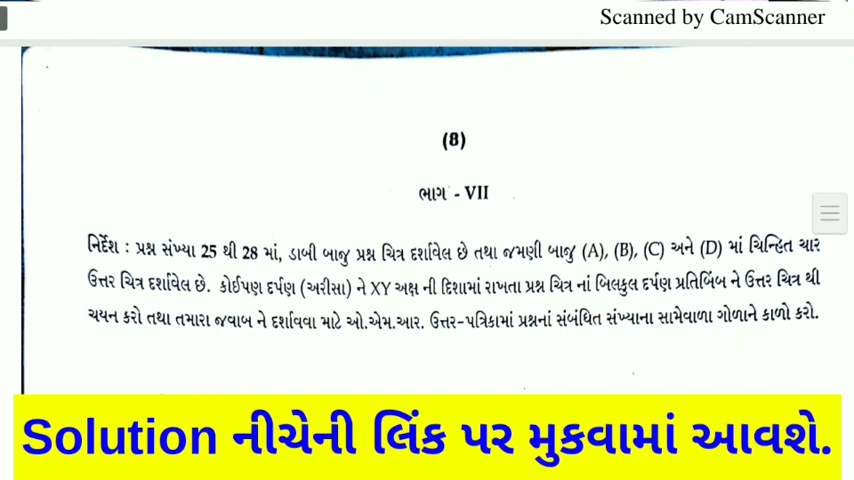 Scanned by CamScanner
(8)
ભાગ - VII
નિર્દેશ : પ્રશ્ન સંખ્યા 25 થી 28 માં, ડાબી બાજુ પ્રશ્ન ચિત્ર દર્શાવેલ છે તથા જમણી બાજુ (A), (B), (C) અને (D) માં ચિન્હિત ચાર
ઉત્તર ચિત્ર દર્શાવેલ છે. કોઈપણ દર્પણ (અરીસા) ને XY અક્ષ ની દિશામાં રાખતા પ્રશ્ન ચિત્ર નાં બિલકુલ દર્પણ પ્રતિબિંબ ને ઉત્તર ચિત્ર થી
ચયન કરો તથા તમારા જવાબ ને દર્શાવવા માટે ઓ.એમ.આર. ઉત્તર-પત્રિકામાં પ્રશ્નનાં સંબંધિત સંખ્યાના સામેવાળા ગોળાને કાળો કરો.
Solution નીચેની લિંક પર મુકવામાં આવશે.